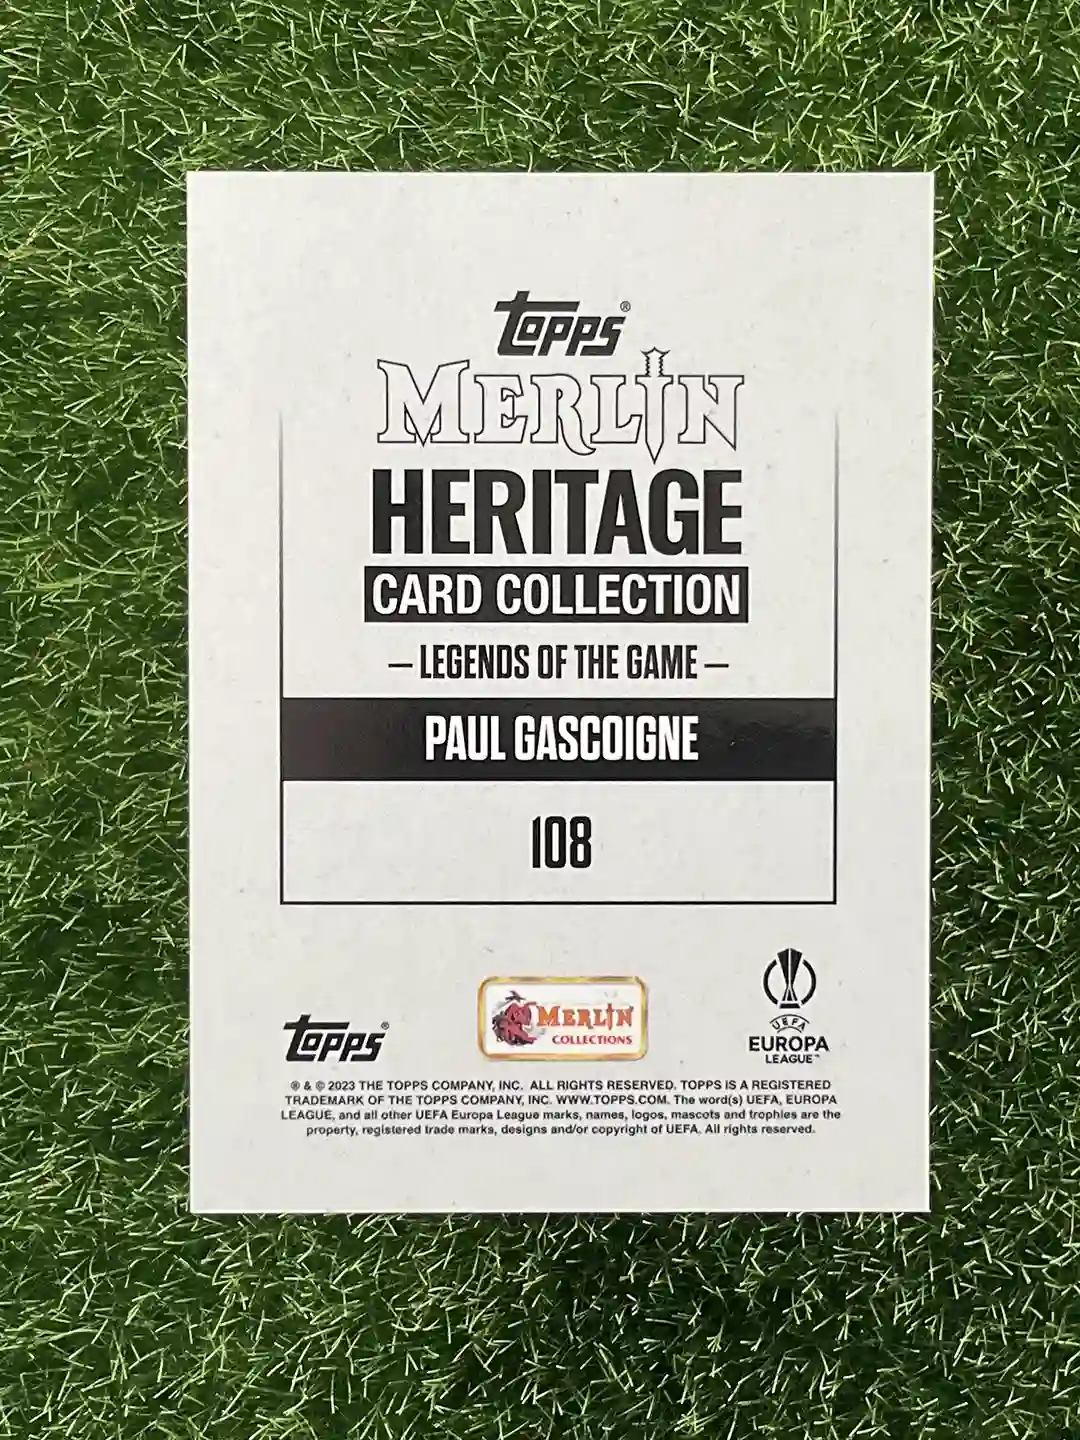 Topps®
MERLIN
HERITAGE
CARD COLLECTION
– LEGENDS OF THE GAME –
PAUL GASCOIGNE
108
Topps®
MERLIN
COLLECTIONS
UEFA
EUROPA
LEAGUE™
® & © 2023 THE TOPPS COMPANY, INC. ALL RIGHTS RESERVED. TOPPS IS A REGISTERED
TRADEMARK OF THE TOPPS COMPANY, INC. WWW.TOPPS.COM. The word(s) UEFA, EUROPA
LEAGUE, and all other UEFA Europa League marks, names, logos, mascots and trophies are the
property, registered trade marks, designs and/or copyright of UEFA. All rights reserved.